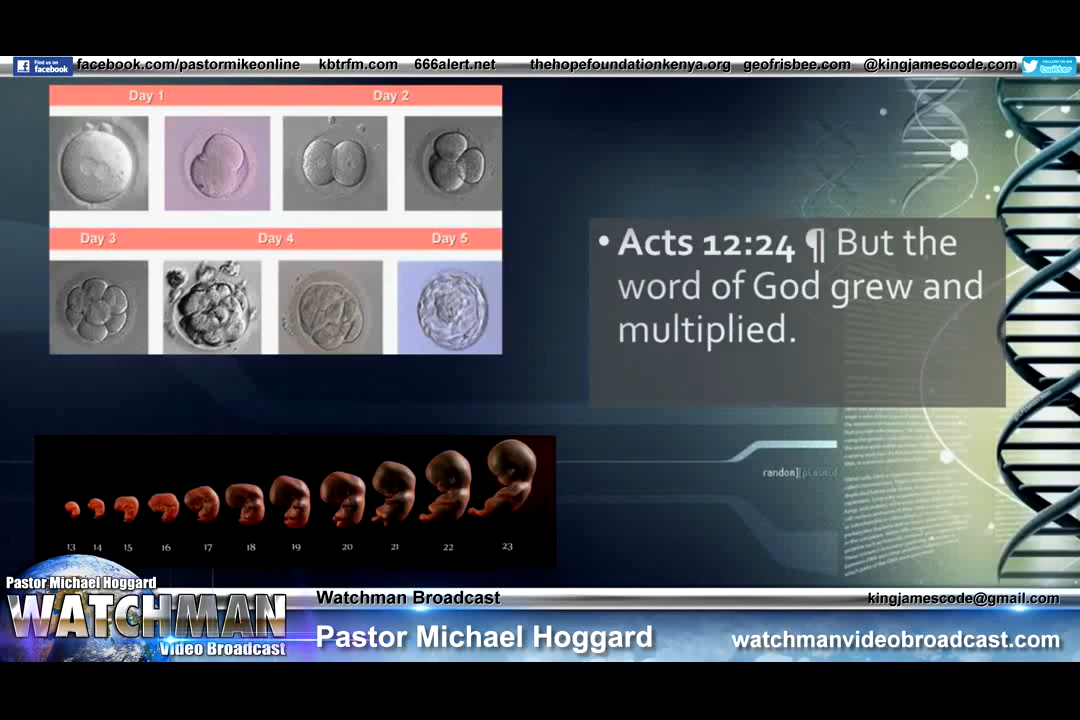 Find us on
facebook
facebook.com/pastormikeonline kbtrfm.com 666alert.net thehopefoundationkenya.org geofrisbee.com @kingjamescode.com
FOLLOW US ON
twitter
Day 1 Day 2
Day 3 Day 4 Day 5
• Acts 12:24 ¶ But the
word of God grew and
multiplied.
random]
13 14 15 16 17 18 19 20 21 22 23
Pastor Michael Hoggard
WATCHMAN
Video Broadcast
Watchman Broadcast
kingjamescode@gmail.com
Pastor Michael Hoggard
watchmanvideobroadcast.com